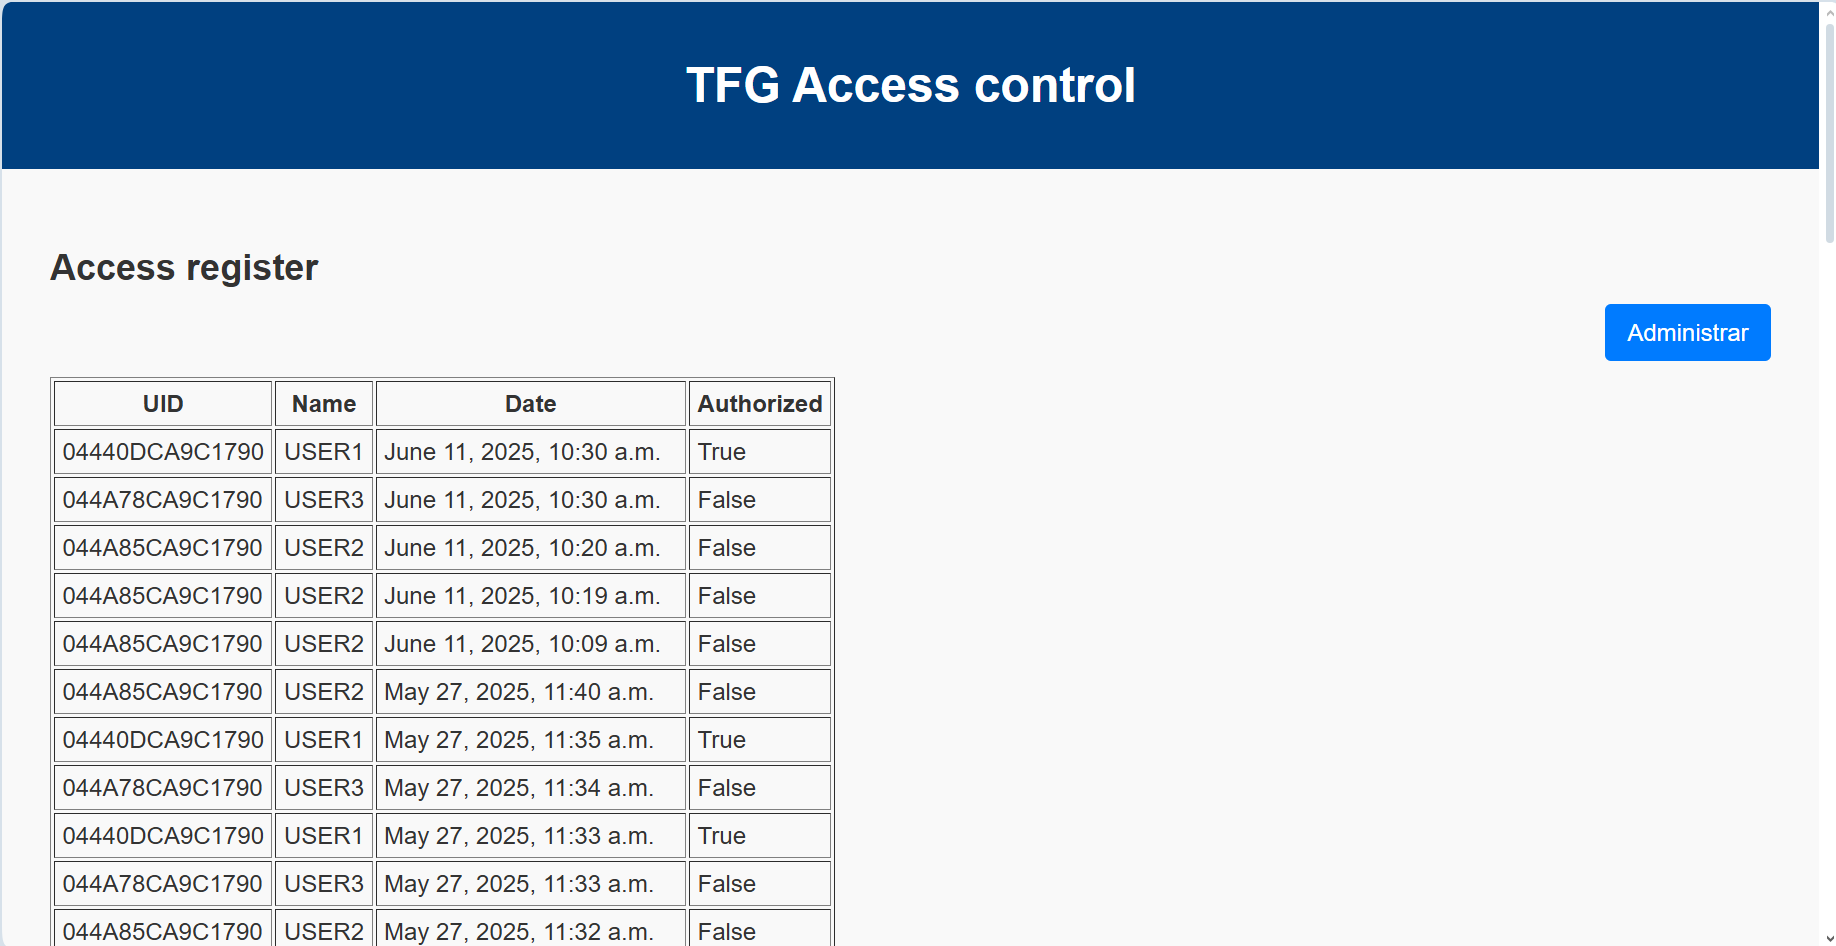 TFG Access control
Access register
Administrar
UID Name Date Authorized
04440DCA9C1790 USER1 June 11, 2025, 10:30 a.m. True
044A78CA9C1790 USER3 June 11, 2025, 10:30 a.m. False
044A85CA9C1790 USER2 June 11, 2025, 10:20 a.m. False
044A85CA9C1790 USER2 June 11, 2025, 10:19 a.m. False
044A85CA9C1790 USER2 June 11, 2025, 10:09 a.m. False
044A85CA9C1790 USER2 May 27, 2025, 11:40 a.m. False
04440DCA9C1790 USER1 May 27, 2025, 11:35 a.m. True
044A78CA9C1790 USER3 May 27, 2025, 11:34 a.m. False
04440DCA9C1790 USER1 May 27, 2025, 11:33 a.m. True
044A78CA9C1790 USER3 May 27, 2025, 11:33 a.m. False
044A85CA9C1790 USER2 May 27, 2025, 11:32 a.m. False